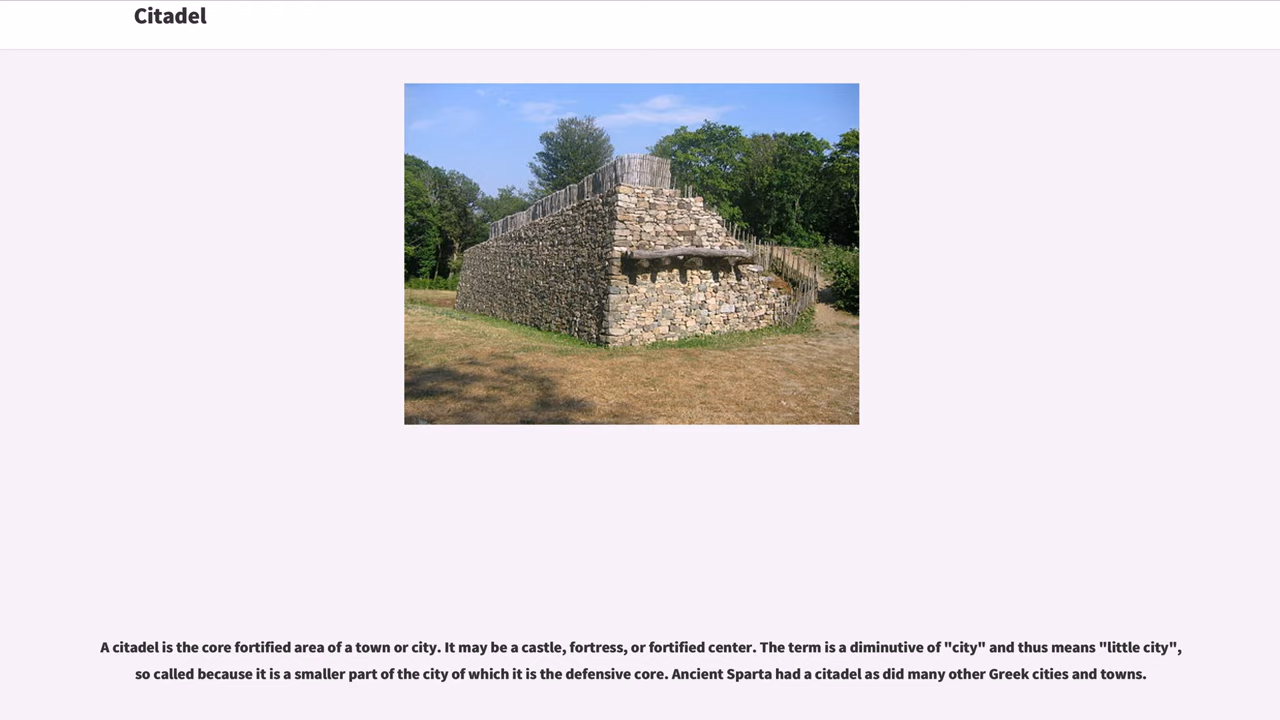 Citadel
A citadel is the core fortified area of a town or city. It may be a castle, fortress, or fortified center. The term is a diminutive of "city" and thus means "little city",
so called because it is a smaller part of the city of which it is the defensive core. Ancient Sparta had a citadel as did many other Greek cities and towns.